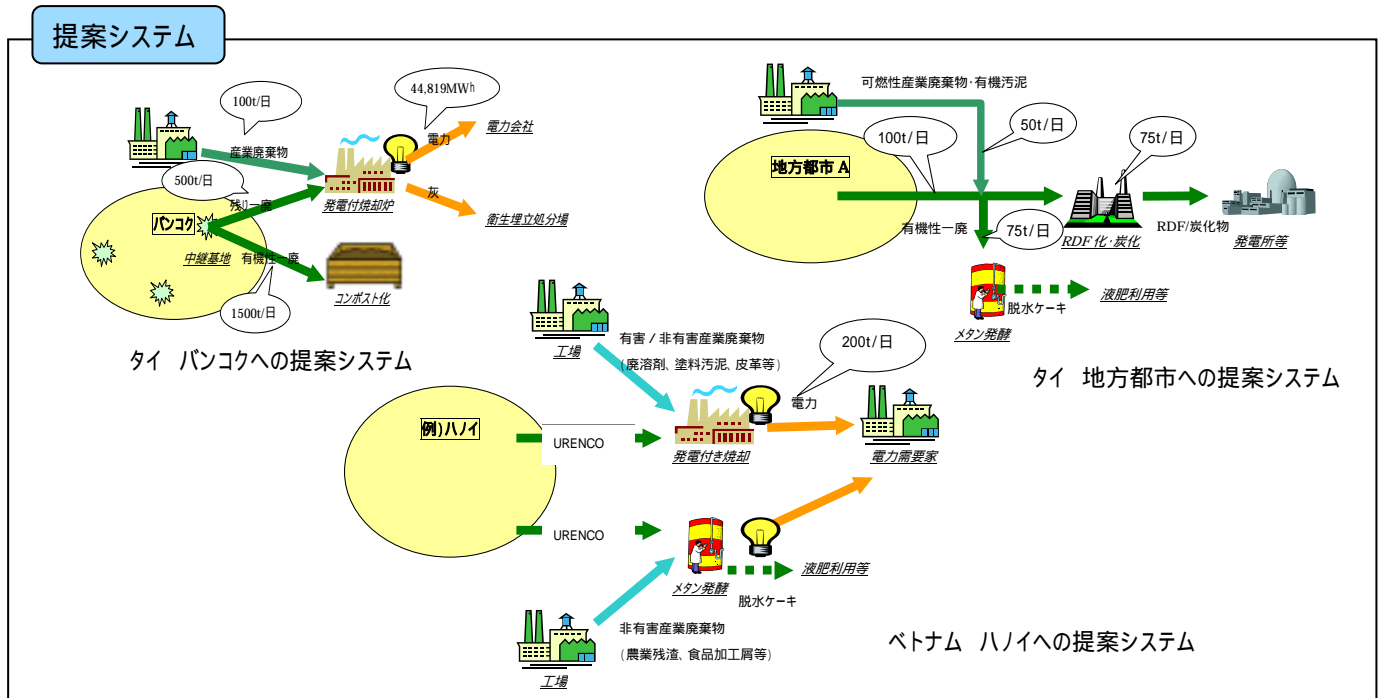 提案システム
100t/日
44,819MWh
電力会社
電力
産業廃棄物
500t/日
残り一廃
発電付焼却炉
灰
衛生埋立処分場
バンコク
中継基地
有機性一廃
コンポスト化
1500t/日
タイ バンコクへの提案システム
可燃性産業廃棄物・有機汚泥
100t/日
50t/日
75t/日
地方都市A
有機性一廃
75t/日
RDF化・炭化
RDF/炭化物
発電所等
液肥利用等
脱水ケーキ
メタン発酵
タイ 地方都市への提案システム
工場
有害/非有害産業廃棄物
(廃溶剤、塗料汚泥、皮革等)
200t/日
電力
例)ハノイ
URENCO
発電付き焼却
電力需要家
URENCO
メタン発酵
液肥利用等
脱水ケーキ
非有害産業廃棄物
(農業残渣、食品加工屑等)
工場
ベトナム ハノイへの提案システム